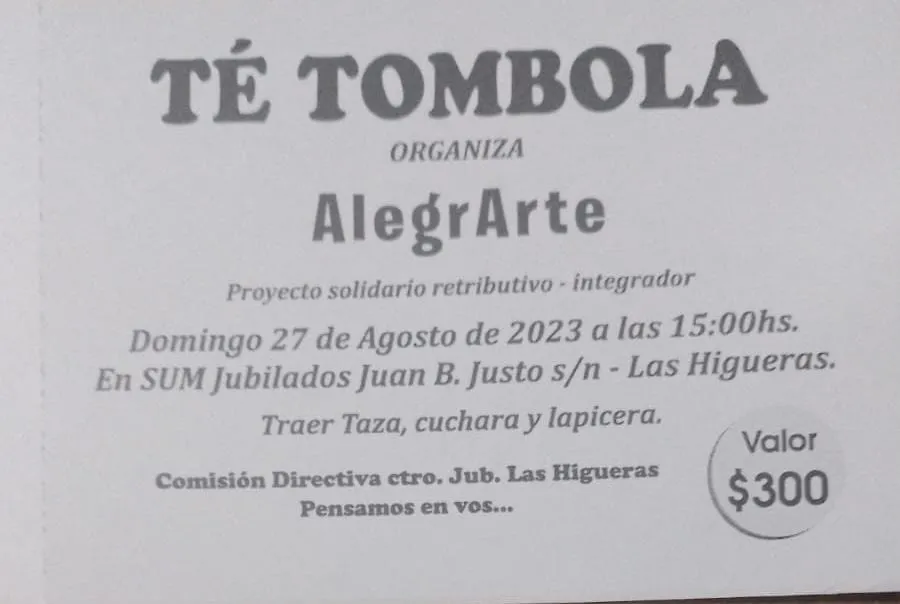 TÉ TOMBOLA
ORGANIZA
AlegrArte
Proyecto solidario retributivo - integrador
Domingo 27 de Agosto de 2023 a las 15:00hs.
En SUM Jubilados Juan B. Justo s/n - Las Higueras.
Traer Taza, cuchara y lapicera.
Comisión Directiva ctro. Jub. Las Higueras
Pensamos en vos...
Valor
$300